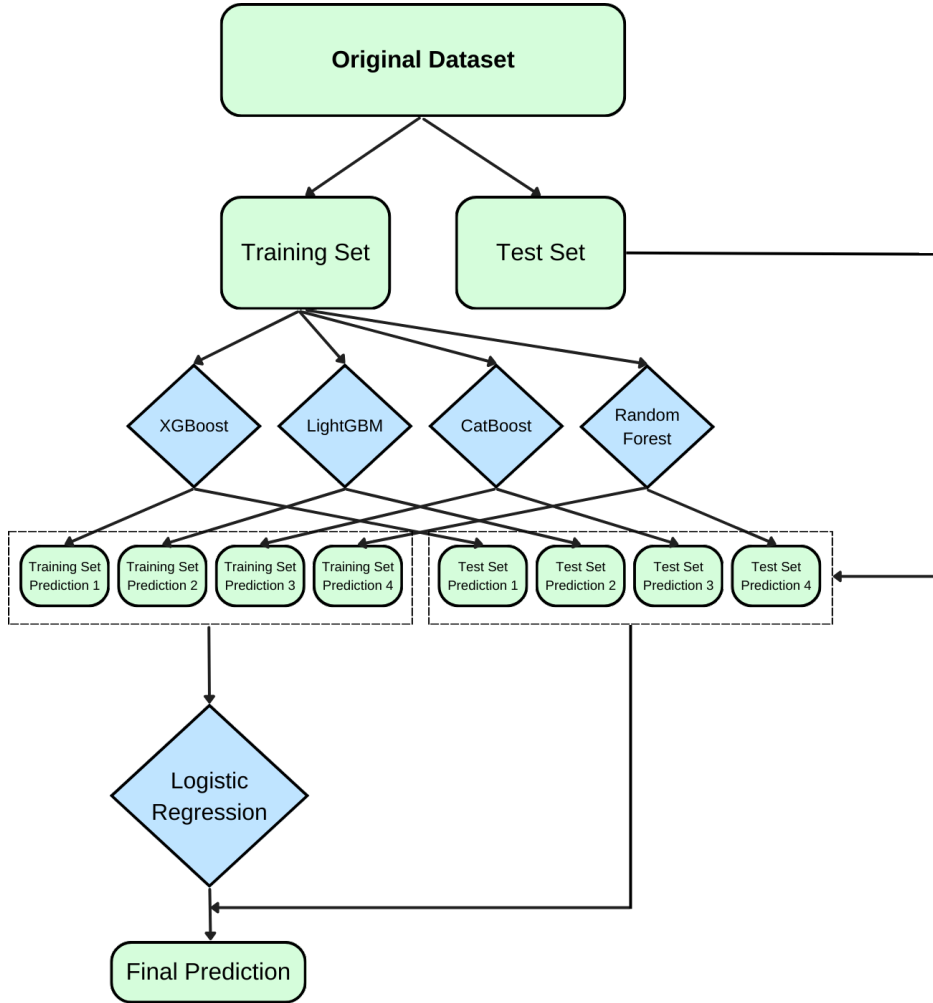 Original Dataset
Training Set
Test Set
XGBoost
LightGBM
CatBoost
Random
Forest
Training Set
Prediction 1
Training Set
Prediction 2
Training Set
Prediction 3
Training Set
Prediction 4
Test Set
Prediction 1
Test Set
Prediction 2
Test Set
Prediction 3
Test Set
Prediction 4
Logistic
Regression
Final Prediction